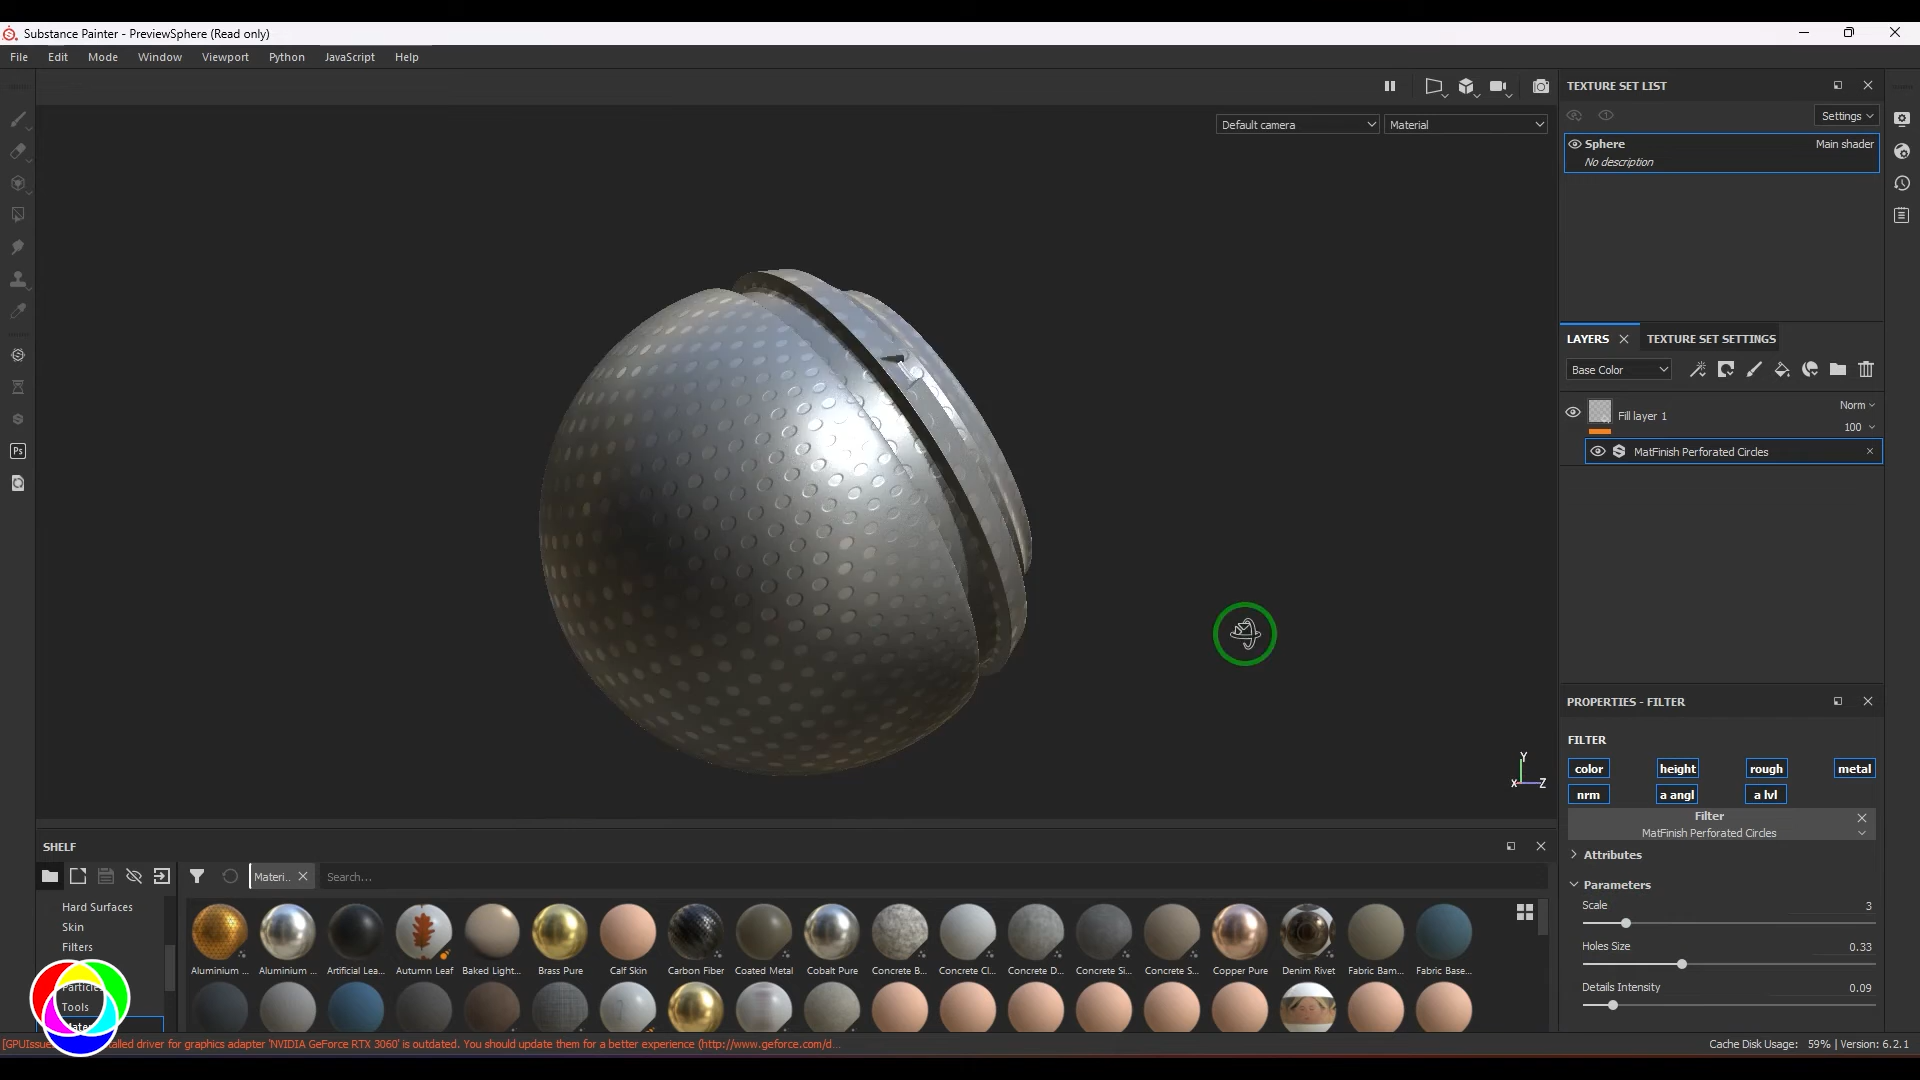 Substance Painter - PreviewSphere (Read only)
File Edit Mode Window Viewport Python JavaScript Help
TEXTURE SET LIST
Default camera
Material
Settings
Sphere Main shader
No description
LAYERS TEXTURE SET SETTINGS
Base Color
Fill layer 1 Norm
100
MatFinish Perforated Circles
PROPERTIES - FILTER
FILTER
color height rough metal
nrm a angl a lvl
Filter
MatFinish Perforated Circles
Attributes
Parameters
Scale 3
Holes Size 0.33
Details Intensity 0.09
Y
X Z
SHELF
Ps
Materi.. Search...
Hard Surfaces
Skin
Filters
Particles
Tools
Aluminium ... Aluminium ... Artificial Lea... Autumn Leaf Baked Light... Brass Pure Calf Skin Carbon Fiber Coated Metal Cobalt Pure Concrete B... Concrete Cl... Concrete D... Concrete Si... Concrete S... Copper Pure Denim Rivet Fabric Bam... Fabric Base...
[GPUIssue driver for graphics adapter 'NVIDIA GeForce RTX 3060' is outdated. You should update them for a better experience (http://www.geforce.com/d...
Cache Disk Usage: 59% | Version: 6.2.1